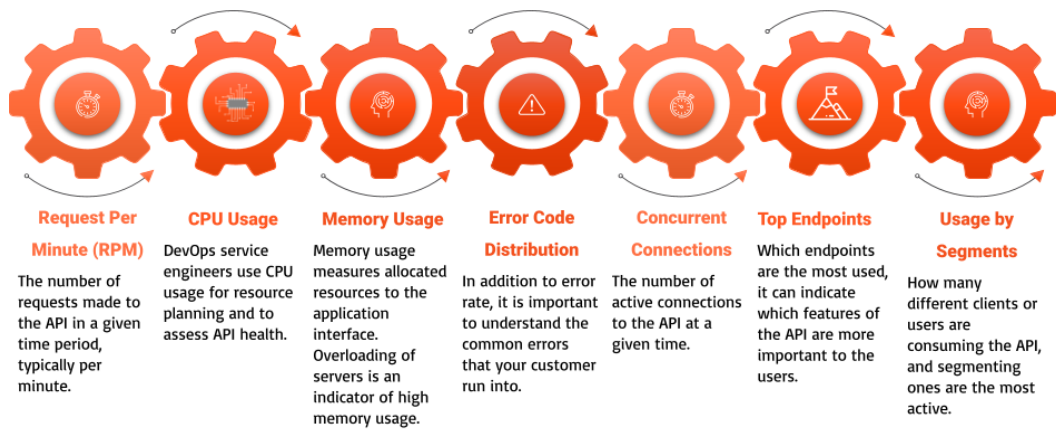 Request Per
Minute (RPM)
The number of
requests made to
the API in a given
time period,
typically per
minute.
CPU Usage
DevOps service
engineers use CPU
usage for resource
planning and to
assess API health.
Memory Usage
Memory usage
measures allocated
resources to the
application
interface.
Overloading of
servers is an
indicator of high
memory usage.
Error Code
Distribution
In addition to error
rate, it is important
to understand the
common errors
that your customer
run into.
Concurrent
Connections
The number of
active connections
to the API at a
given time.
Top Endpoints
Which endpoints
are the most used,
it can indicate
which features of
the API are more
important to the
users.
Usage by
Segments
How many
different clients or
users are
consuming the API,
and segmenting
ones are the most
active.